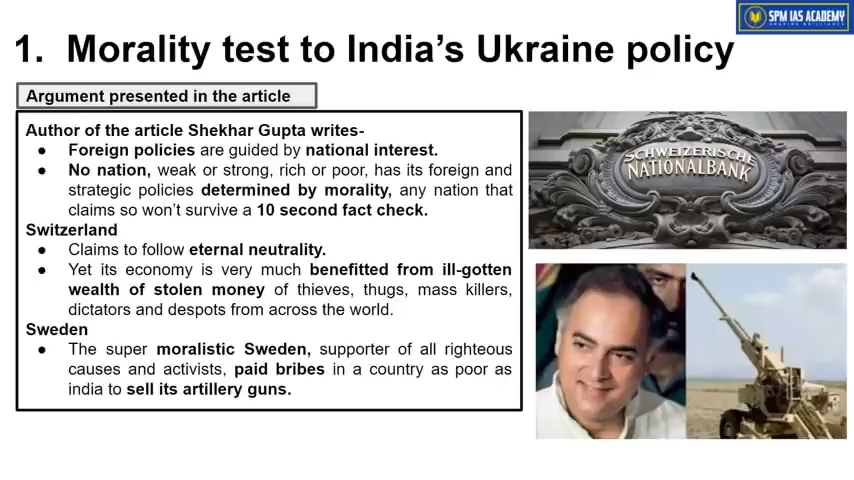 SPM IAS ACADEMY
1. Morality test to India's Ukraine policy
Argument presented in the article
Author of the article Shekhar Gupta writes-
● Foreign policies are guided by national interest.
● No nation, weak or strong, rich or poor, has its foreign and
strategic policies determined by morality, any nation that
claims so won't survive a 10 second fact check.
Switzerland
● Claims to follow eternal neutrality.
● Yet its economy is very much benefitted from ill-gotten
wealth of stolen money of thieves, thugs, mass killers,
dictators and despots from across the world.
Sweden
● The super moralistic Sweden, supporter of all righteous
causes and activists, paid bribes in a country as poor as
india to sell its artillery guns.
SCHWEIZERISCHE
NATIONALBANK